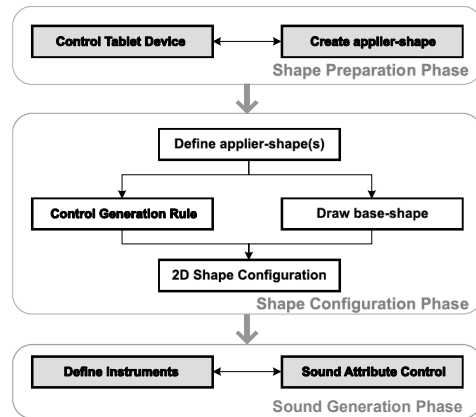 Control Tablet Device
Create applier-shape
Shape Preparation Phase
Define applier-shape(s)
Control Generation Rule
Draw base-shape
2D Shape Configuration
Shape Configuration Phase
Define Instruments
Sound Attribute Control
Sound Generation Phase